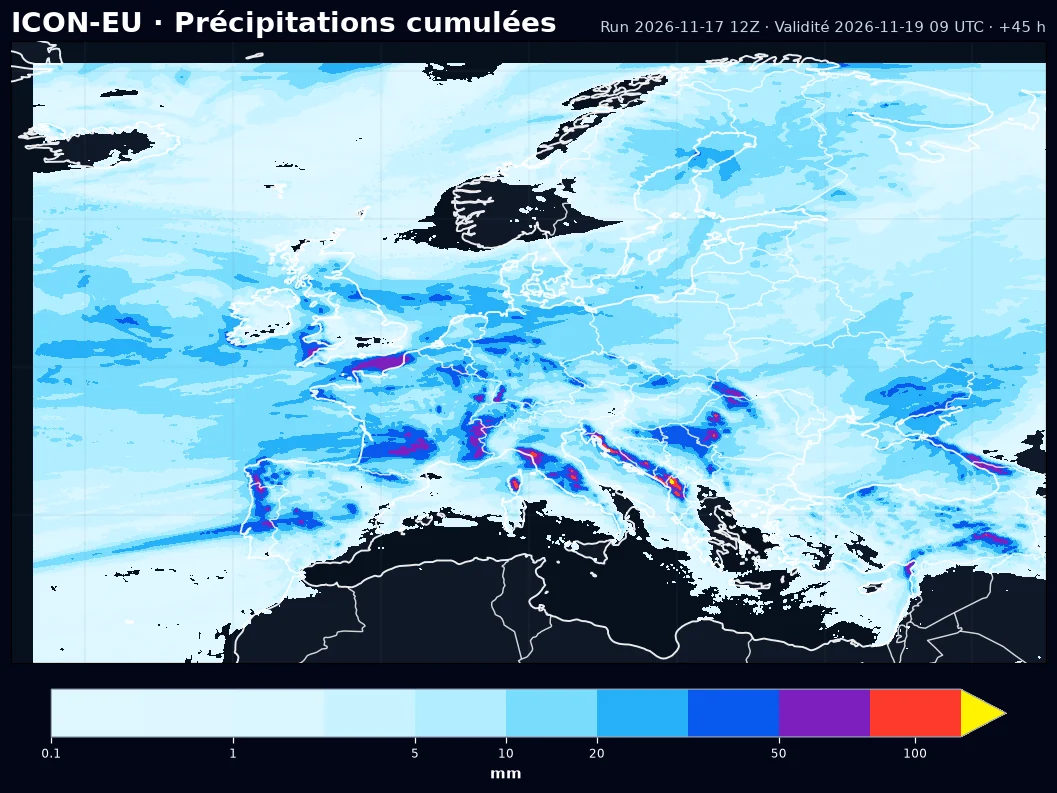 ICON-EU · Précipitations cumulées
Run 2026-11-17 12Z · Validité 2026-11-19 09 UTC · +45 h
0.1 1 5 10 20 50 100
mm